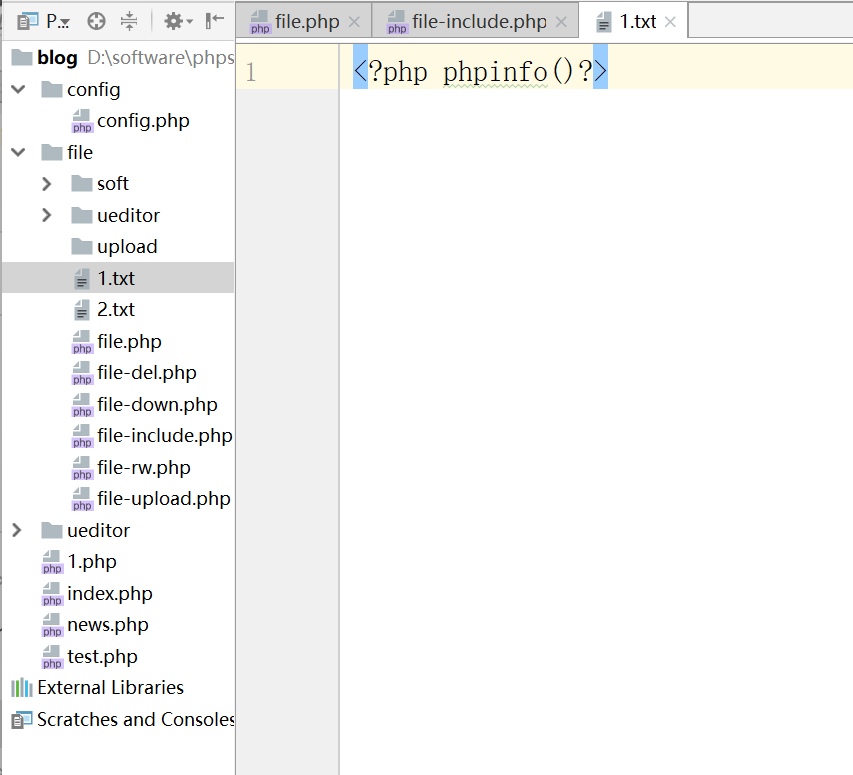 P..
file.php
file-include.php
1.txt
blog D:\software\phps
1 <?php phpinfo()?>
config
php config.php
file
soft
ueditor
upload
1.txt
2.txt
php file.php
php file-del.php
php file-down.php
php file-include.php
php file-rw.php
php file-upload.php
ueditor
php 1.php
php index.php
php news.php
php test.php
External Libraries
Scratches and Consoles